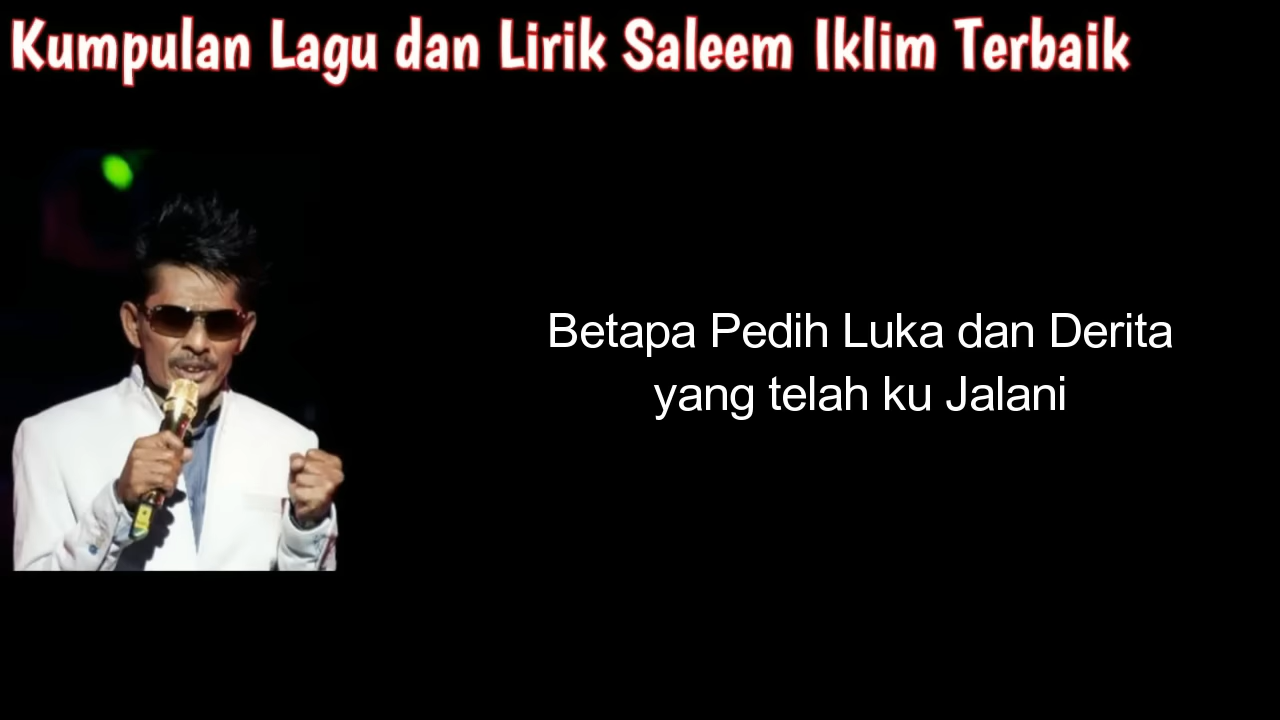 Kumpulan Lagu dan Lirik Saleem Iklim Terbaik
Betapa Pedih Luka dan Derita
yang telah ku Jalani